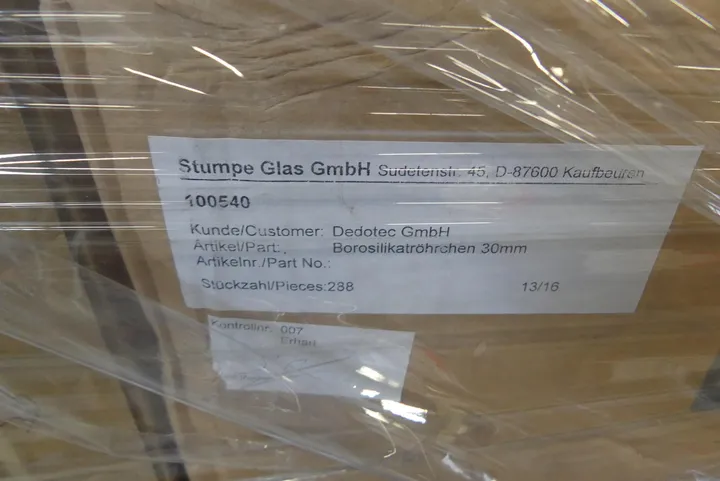 Stumpe Glas GmbH Sudetenstr. 45, D-87600 Kaufbeuren
100540
Kunde/Customer: Dedotec GmbH
Artikel/Part:, Borosilikatröhrchen 30mm
Artikelnr./Part No.:
Stückzahl/Pieces:288 13/16
Kontrollnr. 007
Erhart